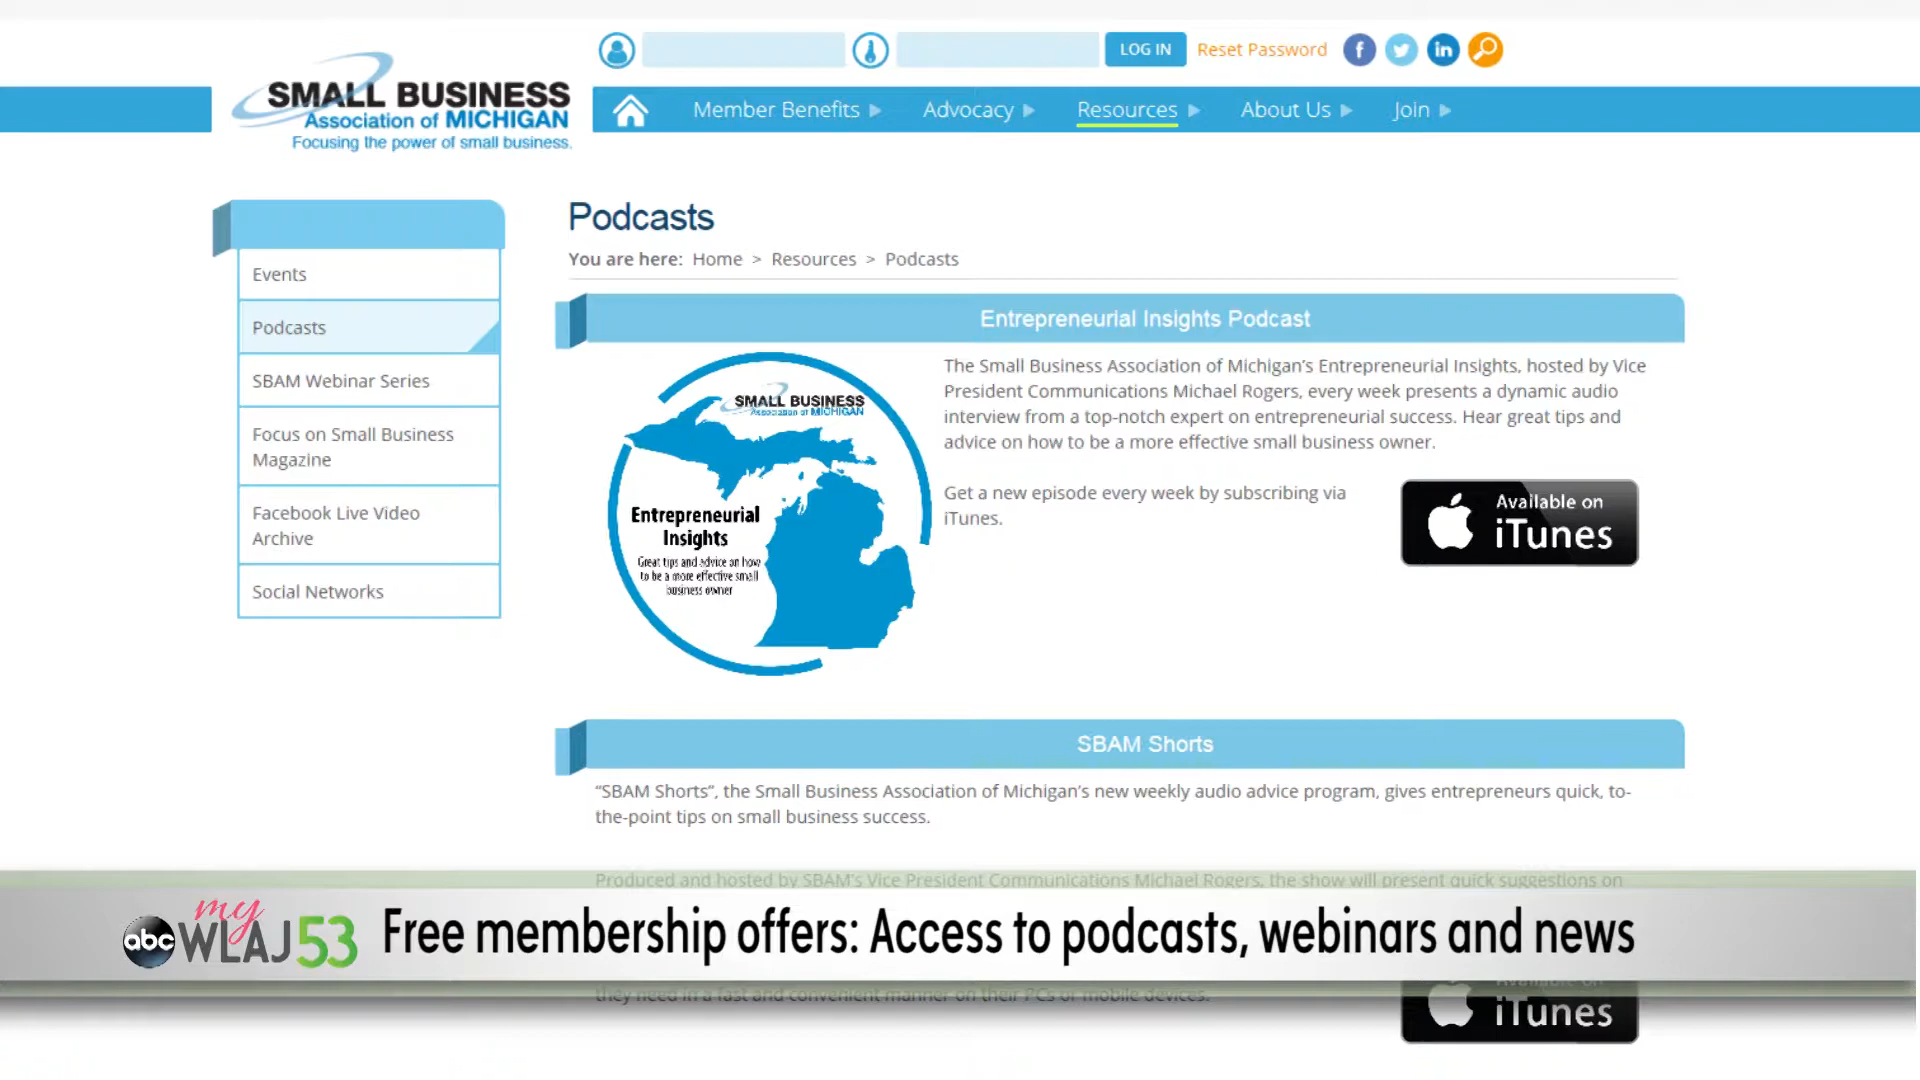 LOG IN
Reset Password
SMALL BUSINESS
Association of MICHIGAN
Focusing the power of small business.
Member Benefits
Advocacy
Resources
About Us
Join
Events
Podcasts
SBAM Webinar Series
Focus on Small Business
Magazine
Facebook Live Video
Archive
Social Networks
Podcasts
You are here: Home > Resources > Podcasts
Entrepreneurial Insights Podcast
SMALL BUSINESS
Association of MICHIGAN
Entrepreneurial
Insights
Great tips and advice on how
to be a more effective small
business owner
The Small Business Association of Michigan's Entrepreneurial Insights, hosted by Vice
President Communications Michael Rogers, every week presents a dynamic audio
interview from a top-notch expert on entrepreneurial success. Hear great tips and
advice on how to be a more effective small business owner.
Get a new episode every week by subscribing via
iTunes.
Available on
iTunes
SBAM Shorts
“SBAM Shorts”, the Small Business Association of Michigan's new weekly audio advice program, gives entrepreneurs quick, to-
the-point tips on small business success.
Produced and hosted by SBAM's Vice President Communications Michael Rogers, the show will present quick suggestions on
abc my WLAJ 53
Free membership offers: Access to podcasts, webinars and news
they need in a fast and convenient manner on their PCs or mobile devices.
Available on
iTunes